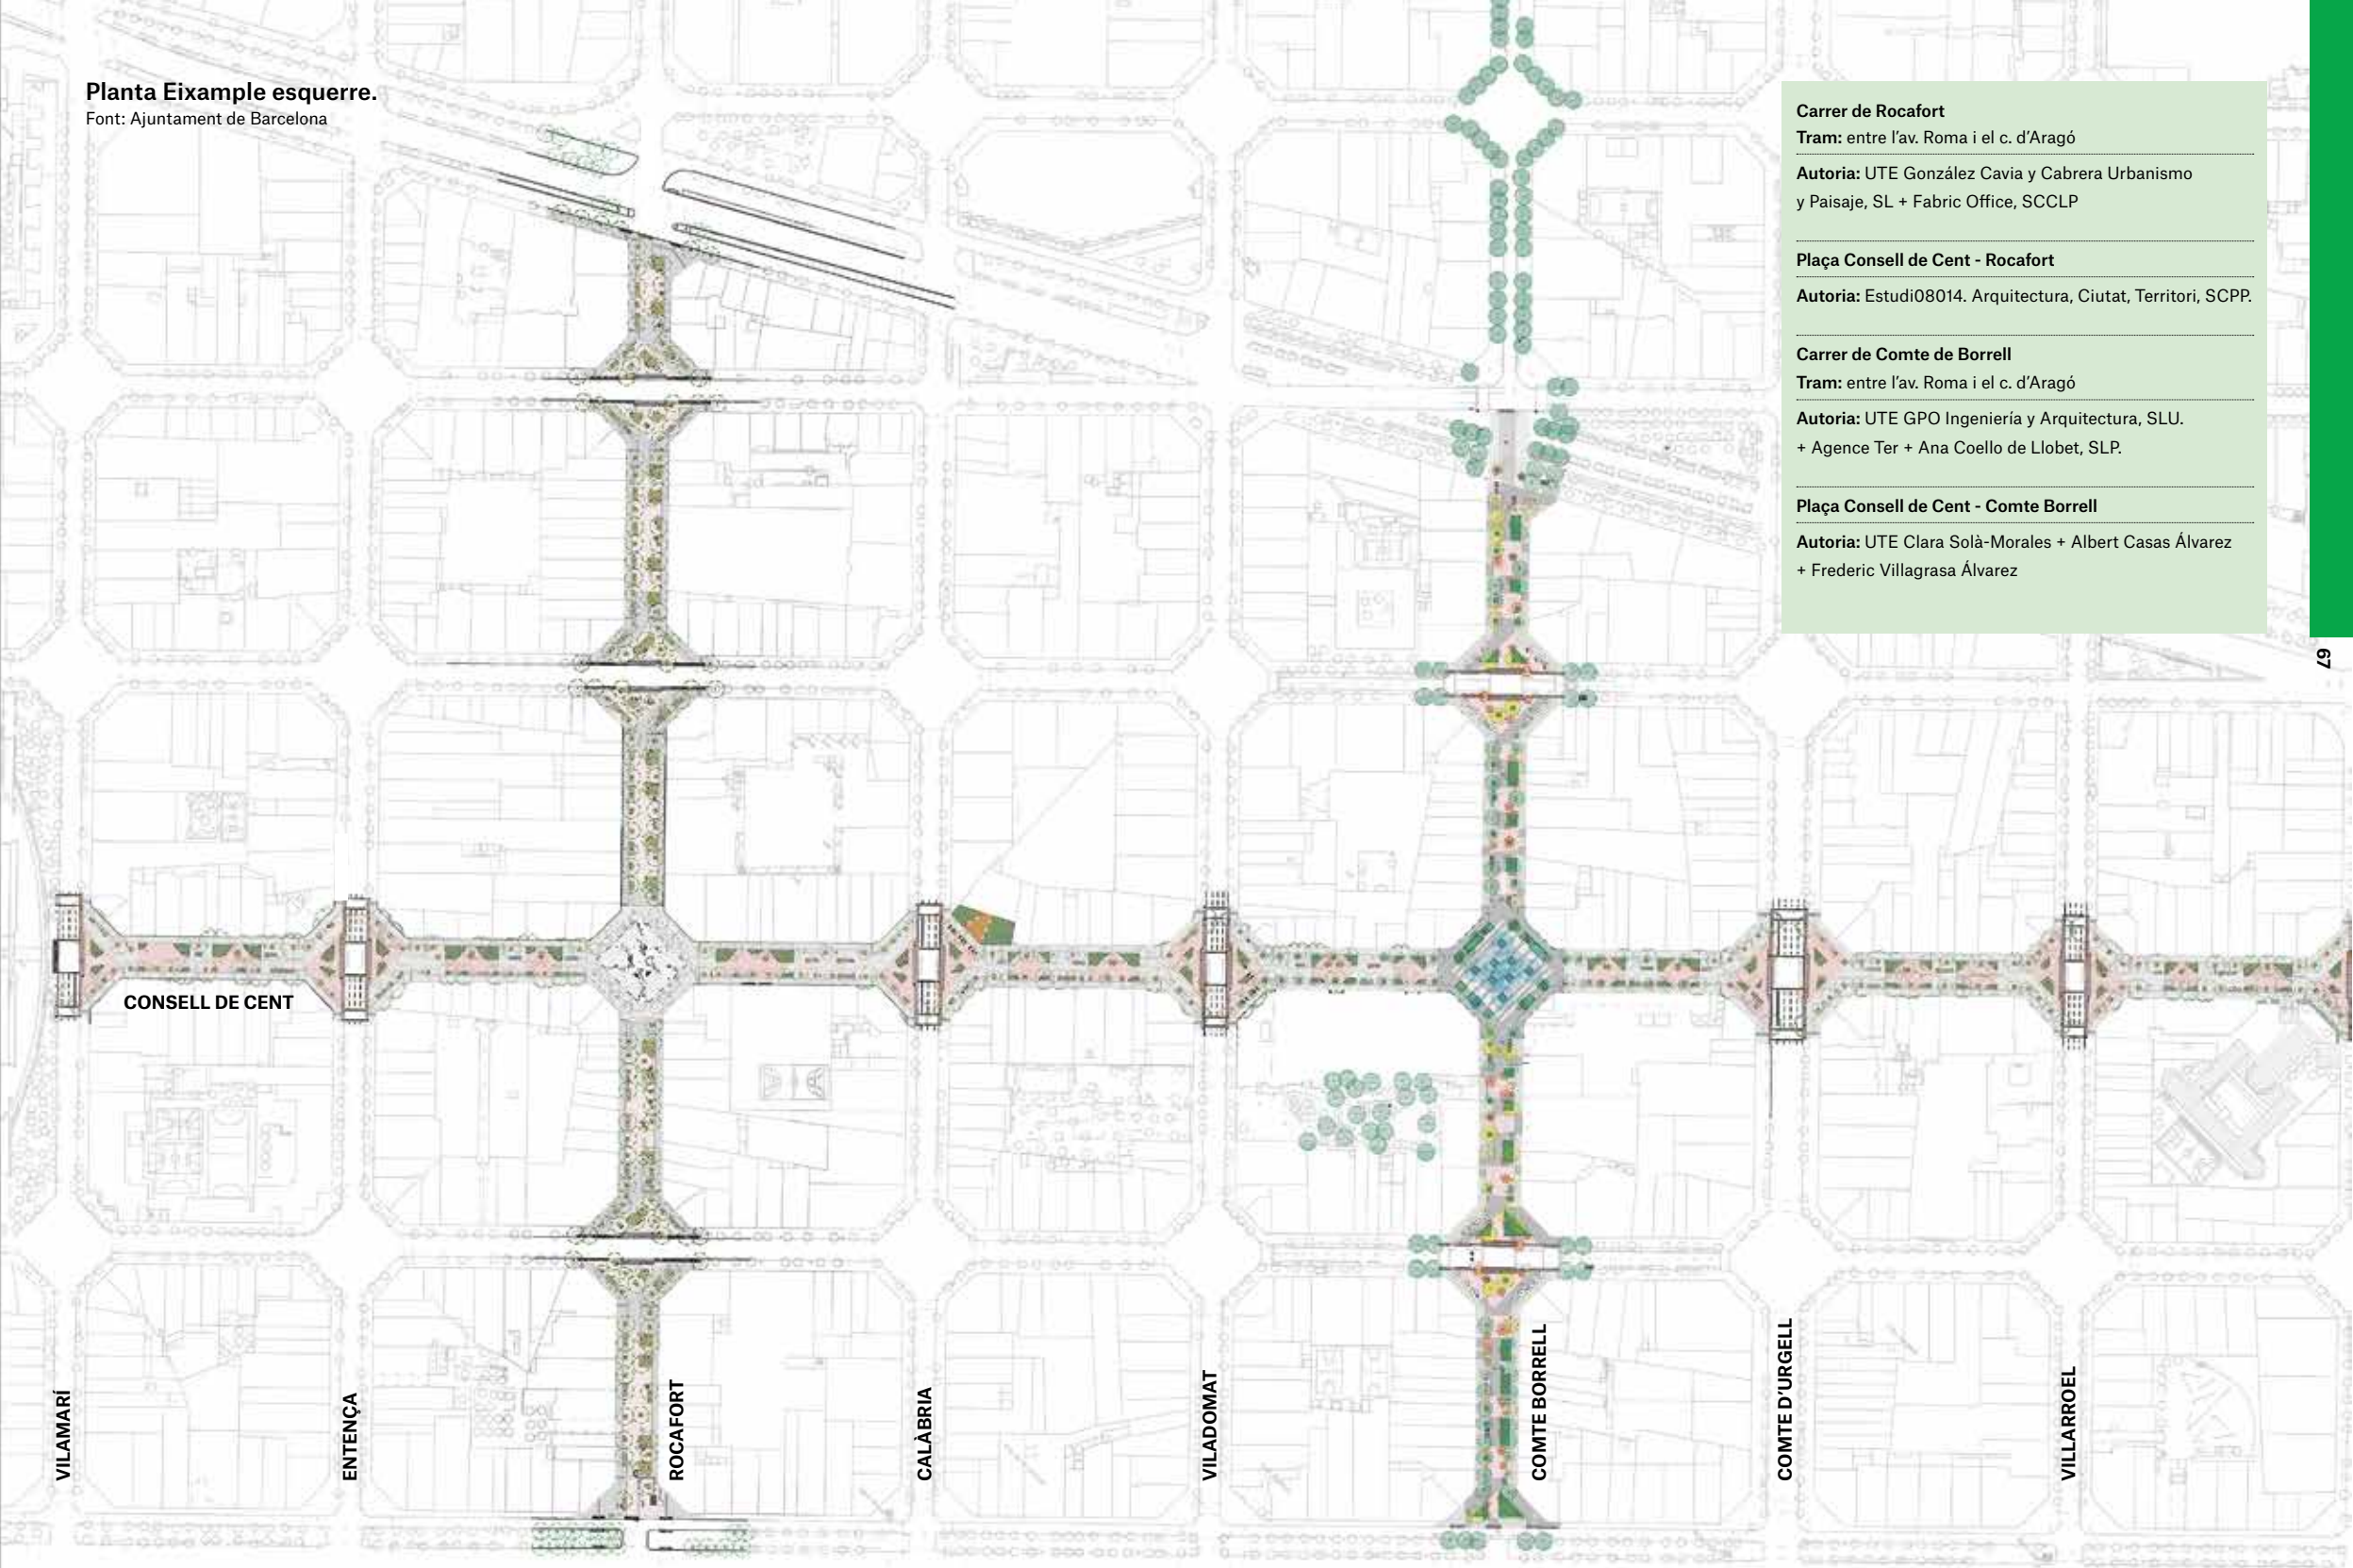 Planta Eixample esquerre.
Font: Ajuntament de Barcelona
Carrer de Rocafort
Tram: entre l'av. Roma i el c. d'Aragó
Autoria: UTE González Cavia y Cabrera Urbanismo
y Paisaje, SL + Fabric Office, SCCLP
Plaça Consell de Cent - Rocafort
Autoria: Estudi08014. Arquitectura, Ciutat, Territori, SCPP.
Carrer de Comte de Borrell
Tram: entre l'av. Roma i el c. d'Aragó
Autoria: UTE GPO Ingeniería y Arquitectura, SLU.
+ Agence Ter + Ana Coello de Llobet, SLP.
Plaça Consell de Cent - Comte Borrell
Autoria: UTE Clara Solà-Morales + Albert Casas Álvarez
+ Frederic Villagrasa Álvarez
67
CONSELL DE CENT
VILAMARÍ
ENTENÇA
ROCAFORT
CALÀBRIA
VILADOMAT
COMTE BORRELL
COMTE D'URGELL
VILLARROEL